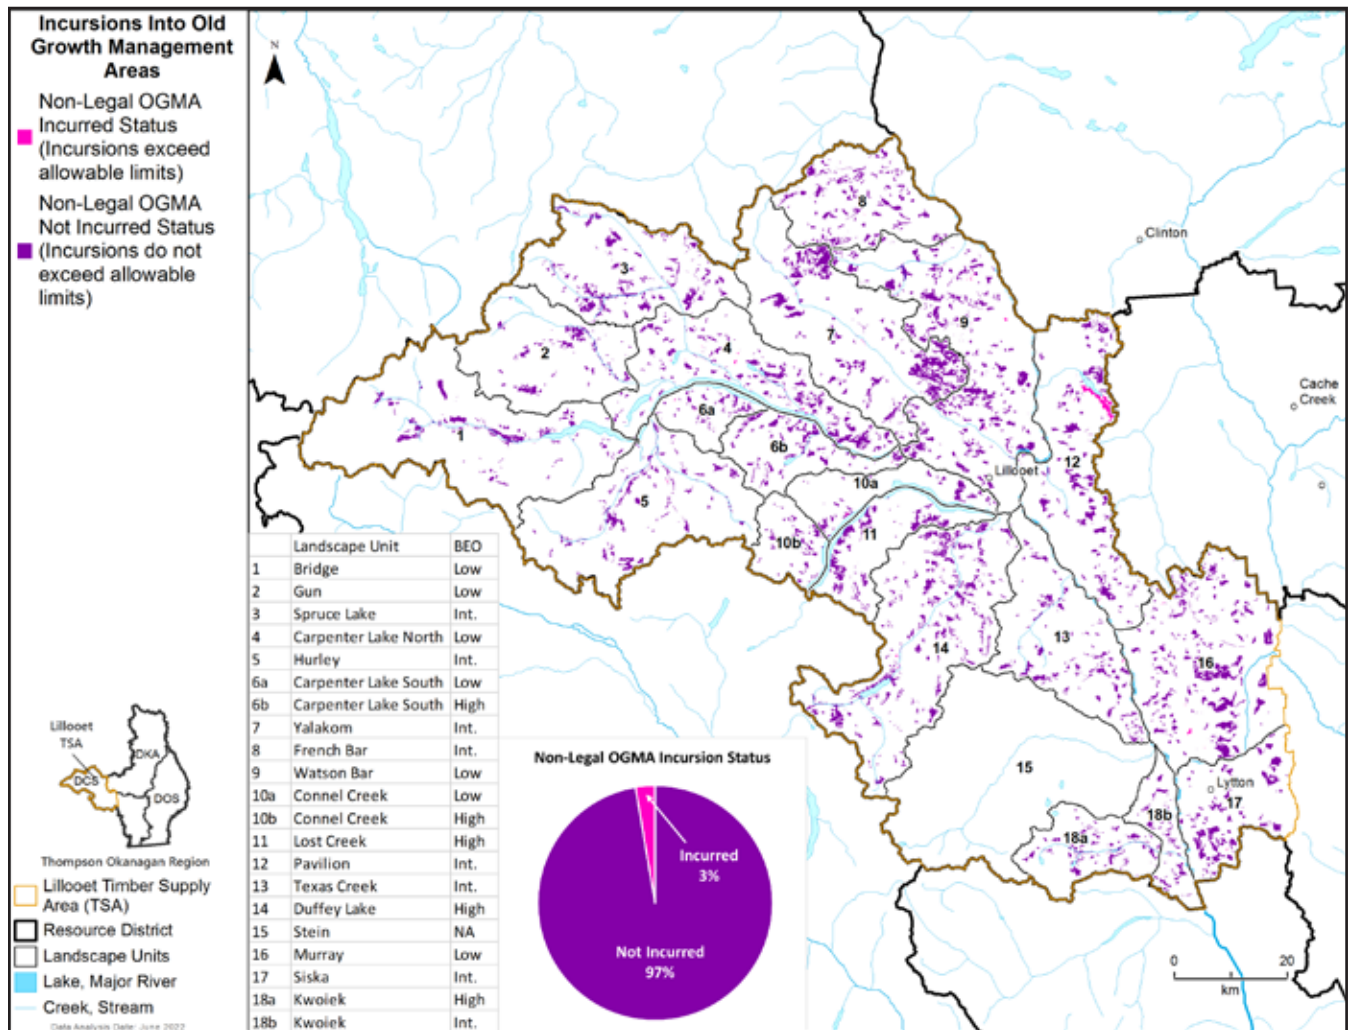 Incursions Into Old
Growth Management
Areas
Non-Legal OGMA
Incurred Status
(Incursions exceed
allowable limits)
Non-Legal OGMA
Not Incurred Status
(Incursions do not
exceed allowable
limits)
N
Clinton
Cache
Creek
Lillooet
Lytton
8
3
9
7
4
2
6a
1
6b
12
10a
5
11
10b
13
14
16
15
17
18b
18a
Landscape Unit BEO
1 Bridge Low
2 Gun Low
3 Spruce Lake Int.
4 Carpenter Lake North Low
5 Hurley Int.
6a Carpenter Lake South Low
6b Carpenter Lake South High
7 Yalakom Int.
8 French Bar Int.
9 Watson Bar Low
10a Connel Creek Low
10b Connel Creek High
11 Lost Creek High
12 Pavilion Int.
13 Texas Creek Int.
14 Duffey Lake High
15 Stein NA
16 Murray Low
17 Siska Int.
18a Kwoiek High
18b Kwoiek Int.
Non-Legal OGMA Incursion Status
Incurred
3%
Not Incurred
97%
0 20
km
Lillooet
TSA
DKA
DCS
DOS
Thompson Okanagan Region
Lillooet Timber Supply
Area (TSA)
Resource District
Landscape Units
Lake, Major River
Creek, Stream
Data Analysis Date: June 2022